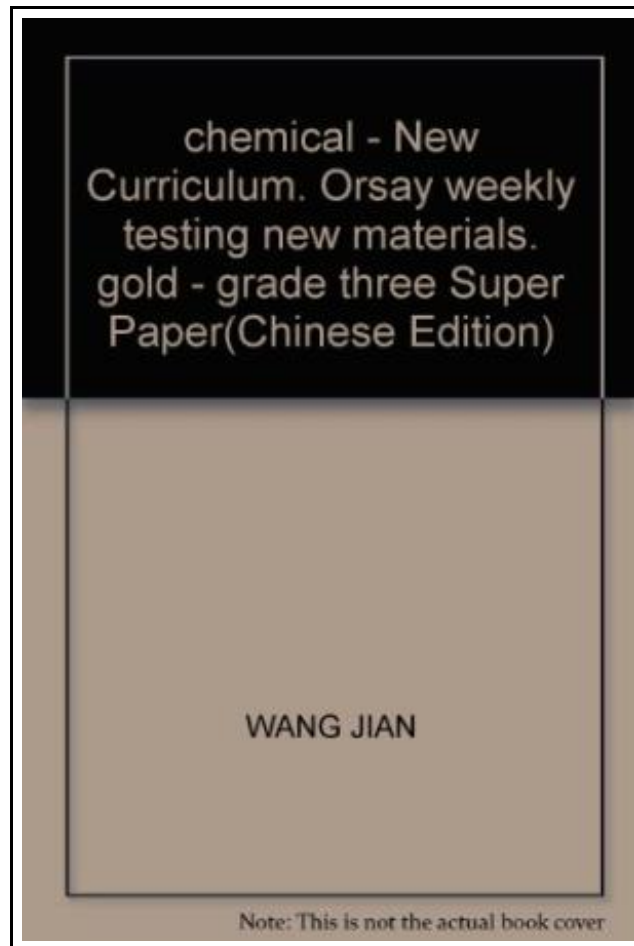 chemical - New
Curriculum. Orsay weekly
testing new materials.
gold - grade three Super
Paper(Chinese Edition)
WANG JIAN
Note: This is not the actual book cover